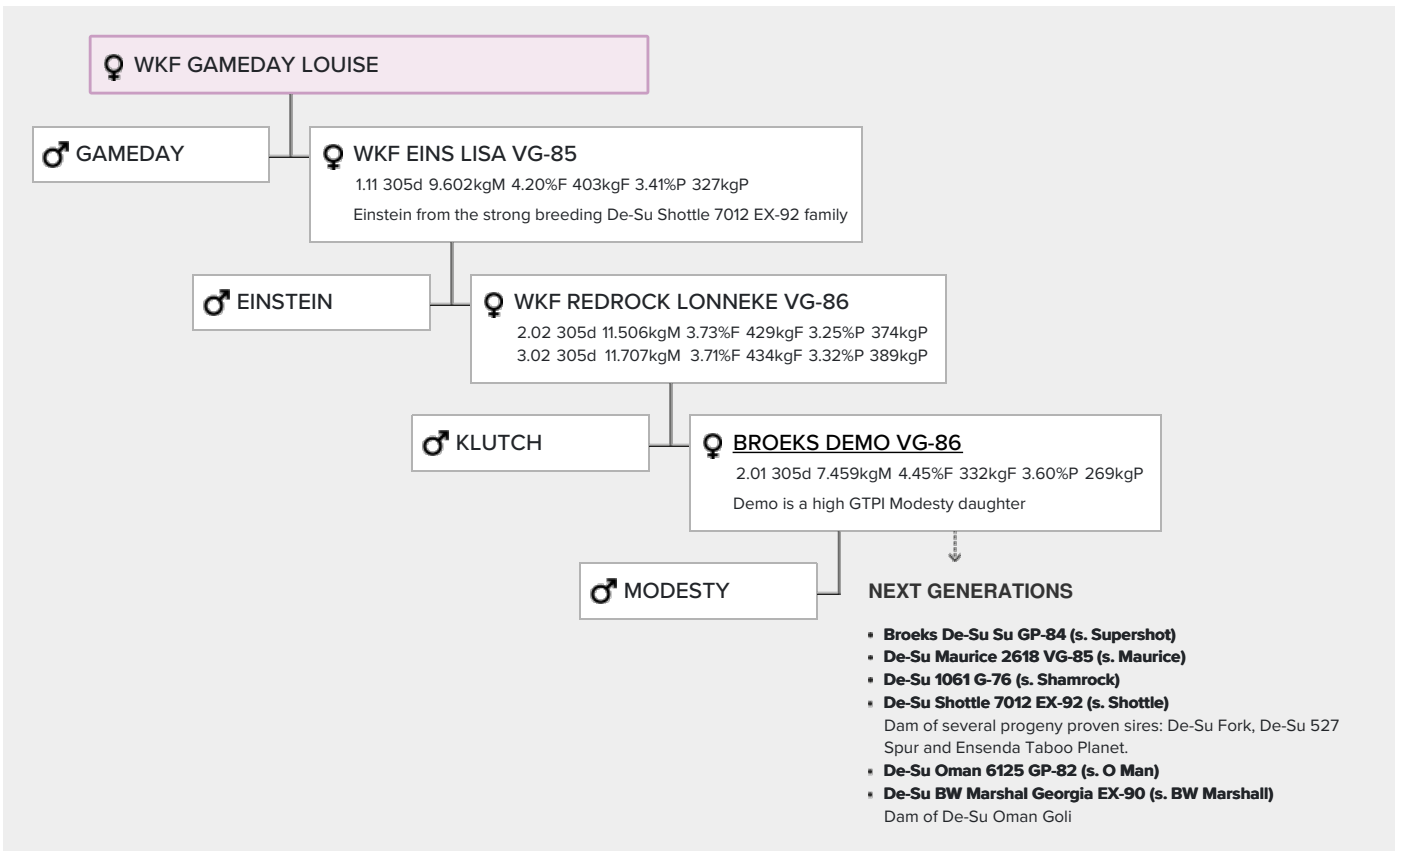 WKF GAMEDAY LOUISE
GAMEDAY
WKF EINS LISA VG-85
1.11 305d 9.602kgM 4.20%F 403kgF 3.41%P 327kgP
Einstein from the strong breeding De-Su Shottle 7012 EX-92 family
EINSTEIN
WKF REDROCK LONNEKE VG-86
2.02 305d 11.506kgM 3.73%F 429kgF 3.25%P 374kgP
3.02 305d 11.707kgM 3.71%F 434kgF 3.32%P 389kgP
KLUTCH
BROEKS DEMO VG-86
2.01 305d 7.459kgM 4.45%F 332kgF 3.60%P 269kgP
Demo is a high GTPI Modesty daughter
MODESTY
NEXT GENERATIONS
• Broeks De-Su Su GP-84 (s. Supershot)
• De-Su Maurice 2618 VG-85 (s. Maurice)
• De-Su 1061 G-76 (s. Shamrock)
• De-Su Shottle 7012 EX-92 (s. Shottle)
Dam of several progeny proven sires: De-Su Fork, De-Su 527
Spur and Ensenda Taboo Planet.
• De-Su Oman 6125 GP-82 (s. O Man)
• De-Su BW Marshal Georgia EX-90 (s. BW Marshall)
Dam of De-Su Oman Goli